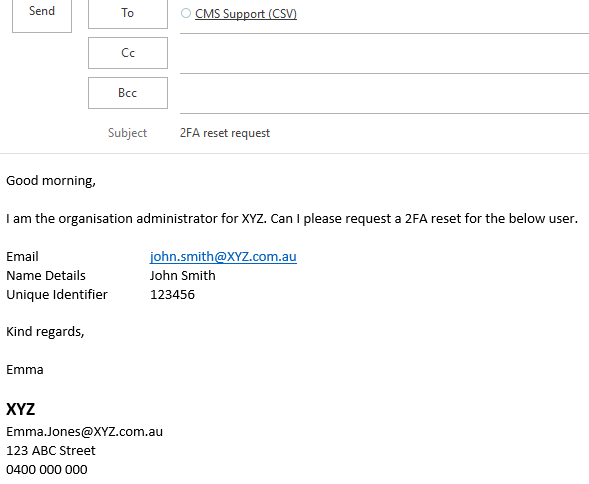 Send
To
CMS Support (CSV)
Cc
Bcc
Subject 2FA reset request
Good morning,
I am the organisation administrator for XYZ. Can I please request a 2FA reset for the below user.
Email john.smith@XYZ.com.au
Name Details John Smith
Unique Identifier 123456
Kind regards,
Emma
XYZ
Emma.Jones@XYZ.com.au
123 ABC Street
0400 000 000